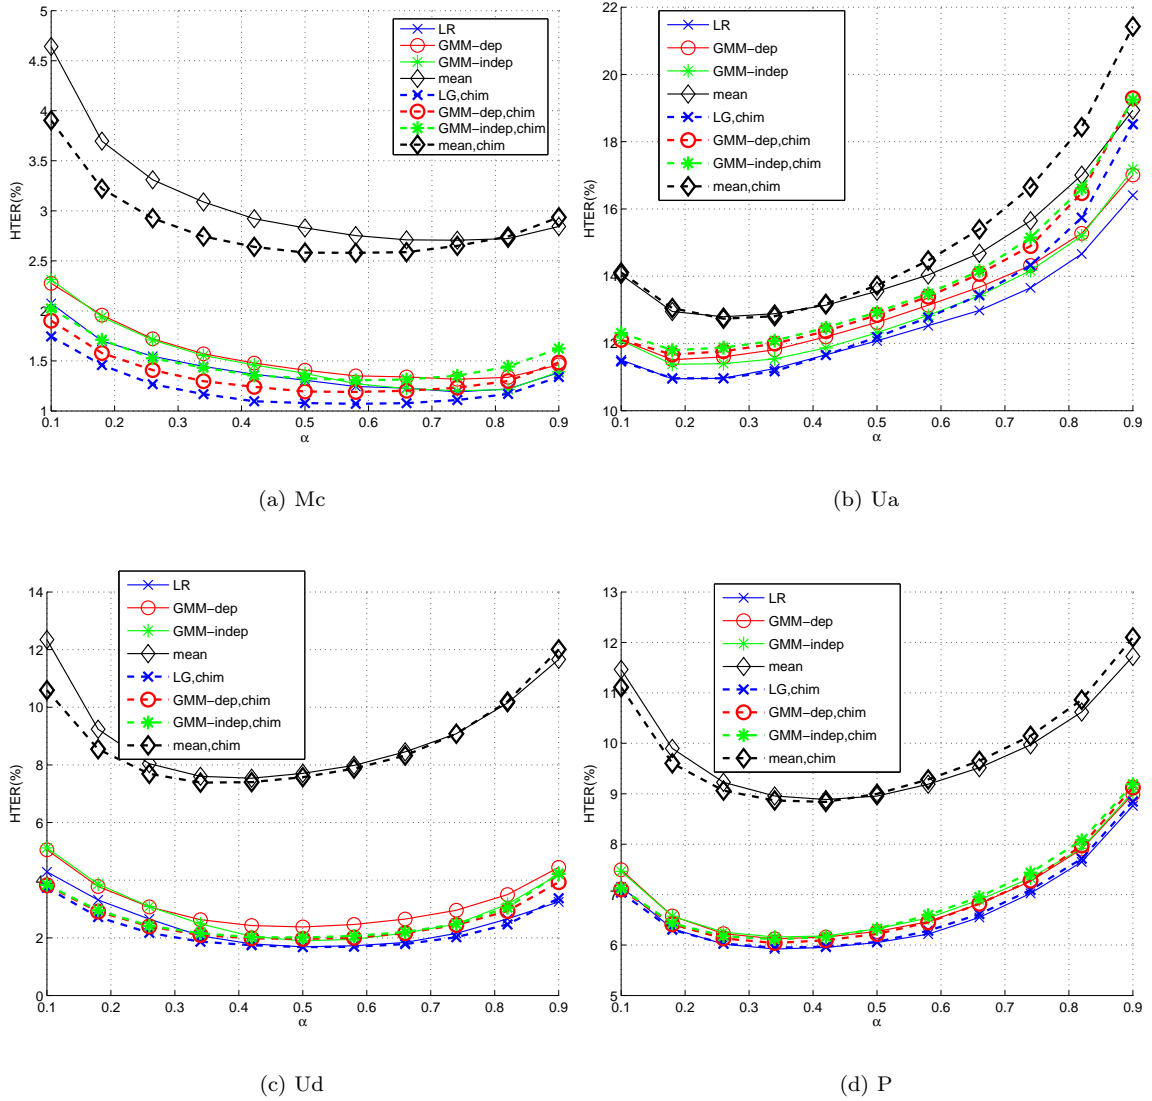 5
4.5
4
3.5
3
2.5
2
1.5
1
HTER(%)
0.1 0.2 0.3 0.4 0.5 0.6 0.7 0.8 0.9
α
LR
GMM-dep
GMM-indep
mean
LG,chim
GMM-dep,chim
GMM-indep,chim
mean,chim
(a) Mc
22
20
18
16
14
12
10
HTER(%)
0.1 0.2 0.3 0.4 0.5 0.6 0.7 0.8 0.9
α
LR
GMM-dep
GMM-indep
mean
LG,chim
GMM-dep,chim
GMM-indep,chim
mean,chim
(b) Ua
14
12
10
8
6
4
2
0
HTER(%)
0.1 0.2 0.3 0.4 0.5 0.6 0.7 0.8 0.9
α
LR
GMM-dep
GMM-indep
mean
LG,chim
GMM-dep,chim
GMM-indep,chim
mean,chim
(c) Ud
13
12
11
10
9
8
7
6
5
HTER(%)
0.1 0.2 0.3 0.4 0.5 0.6 0.7 0.8 0.9
α
LR
GMM-dep
GMM-indep
mean
LG,chim
GMM-dep,chim
GMM-indep,chim
mean,chim
(d) P